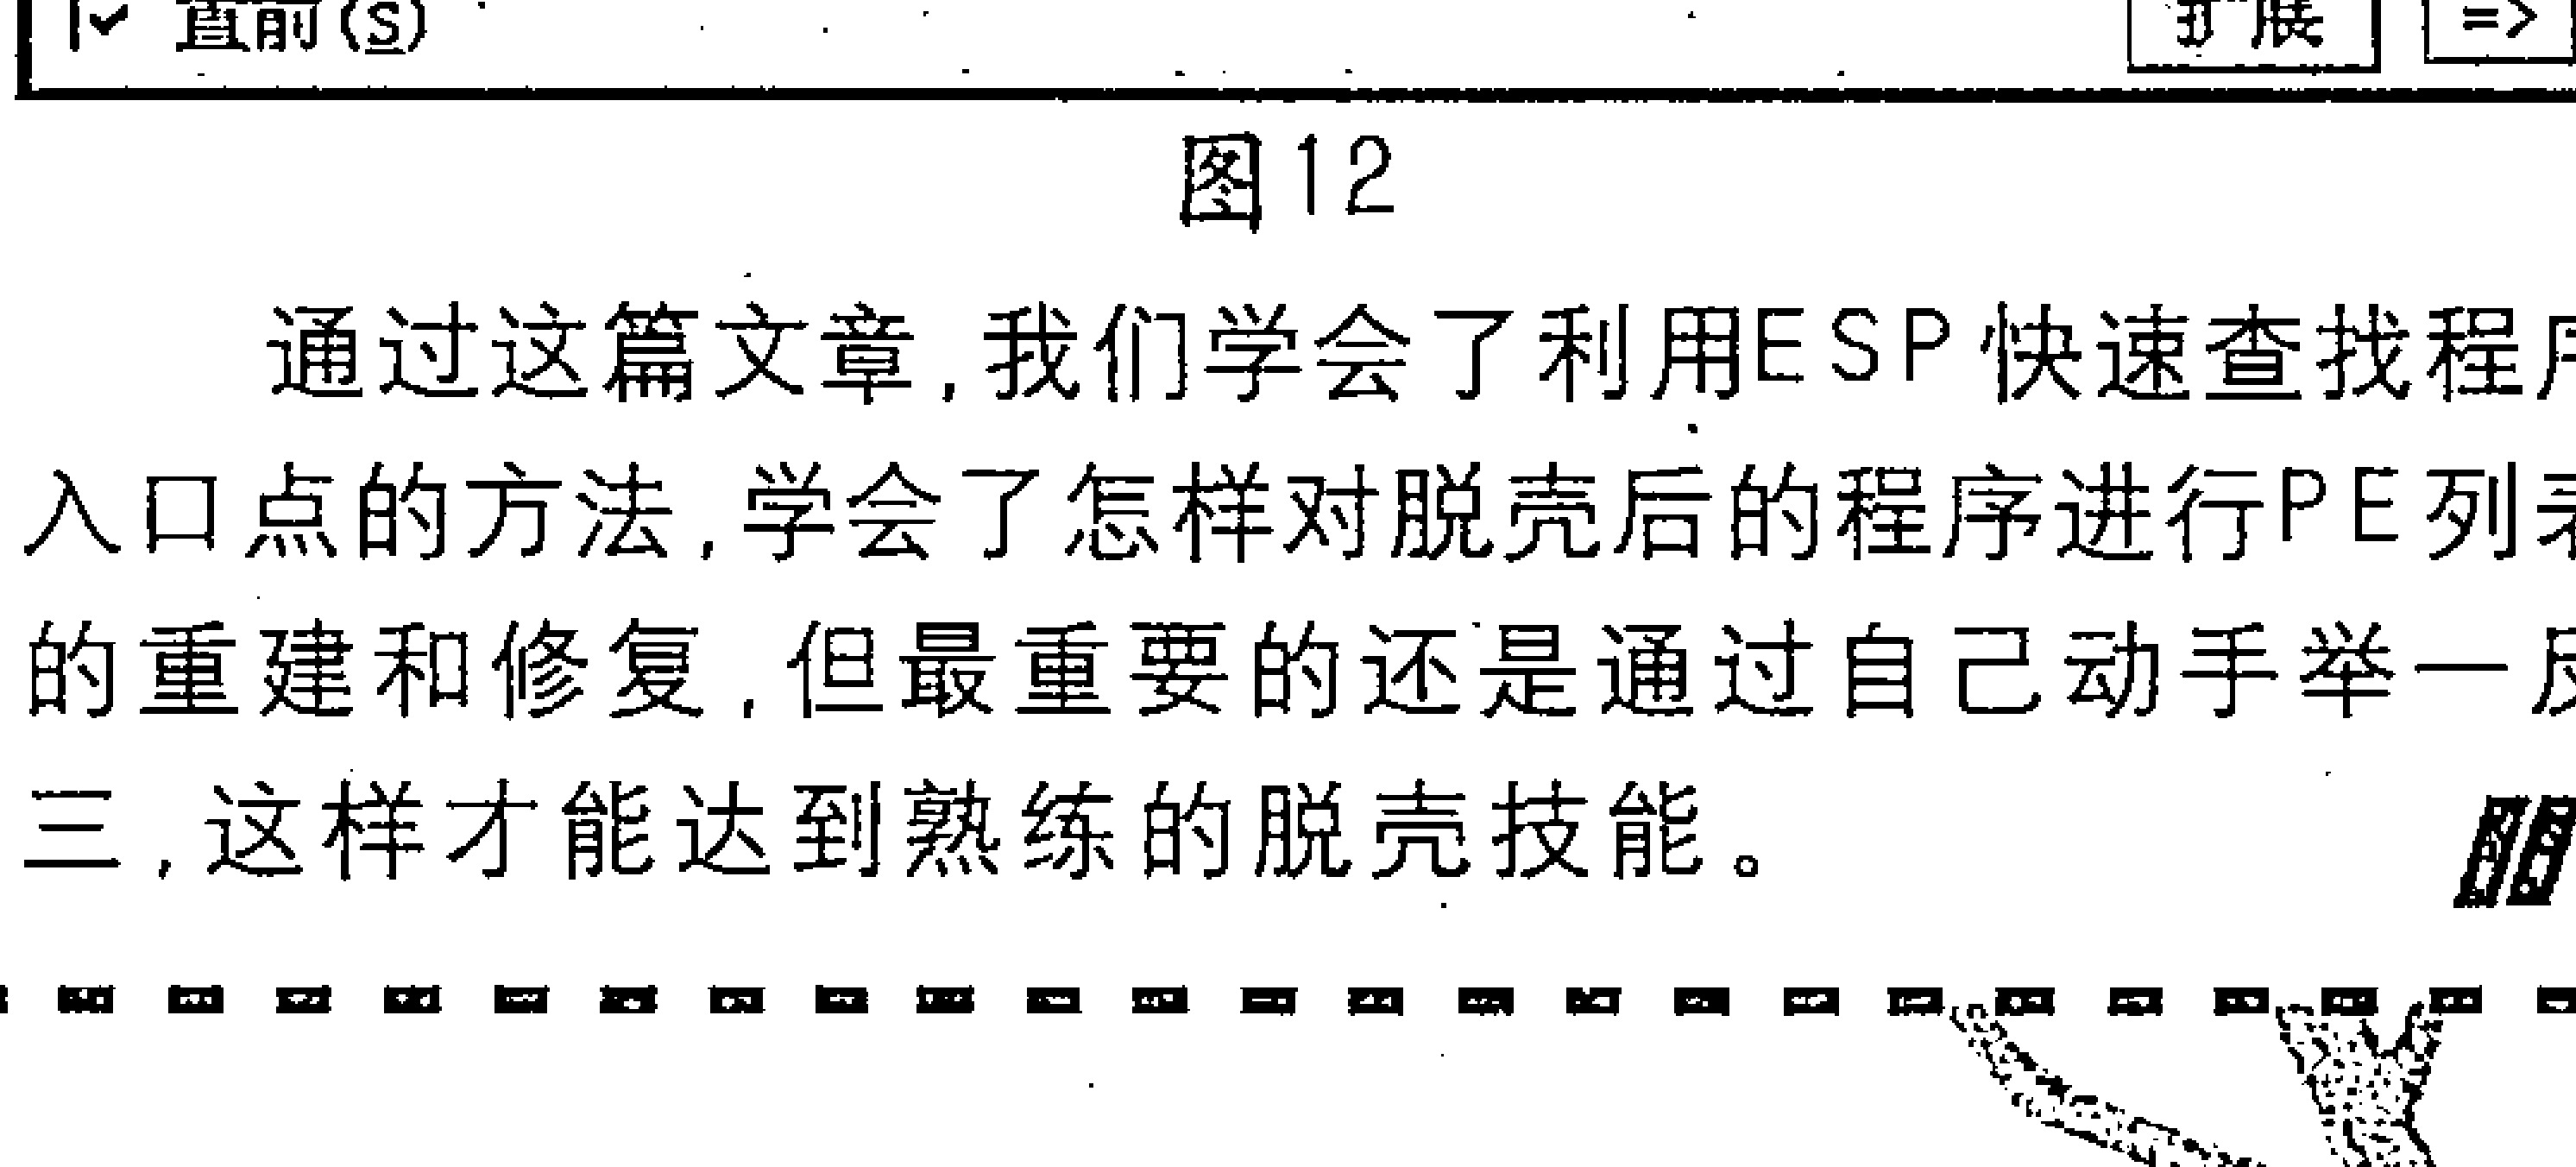 置前(S) 扩展 =>
图12
通过这篇文章,我们学会了利用ESP快速查找程序
入口点的方法,学会了怎样对脱壳后的程序进行PE列表
的重建和修复,但最重要的还是通过自己动手举一反
三,这样才能达到熟练的脱壳技能。